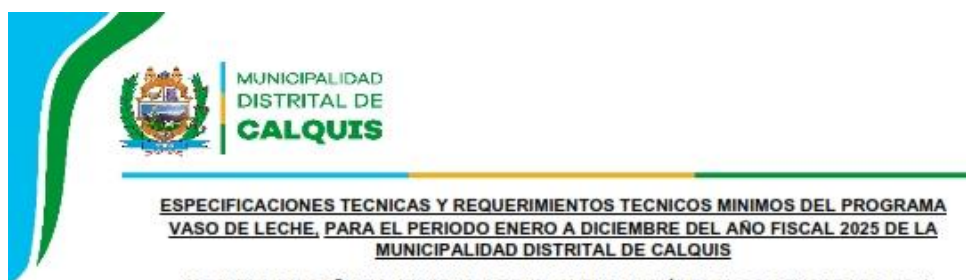 MUNICIPALIDAD
DISTRITAL DE
CALQUIS
ESPECIFICACIONES TECNICAS Y REQUERIMIENTOS TECNICOS MINIMOS DEL PROGRAMA
VASO DE LECHE, PARA EL PERIODO ENERO A DICIEMBRE DEL AÑO FISCAL 2025 DE LA
MUNICIPALIDAD DISTRITAL DE CALQUIS